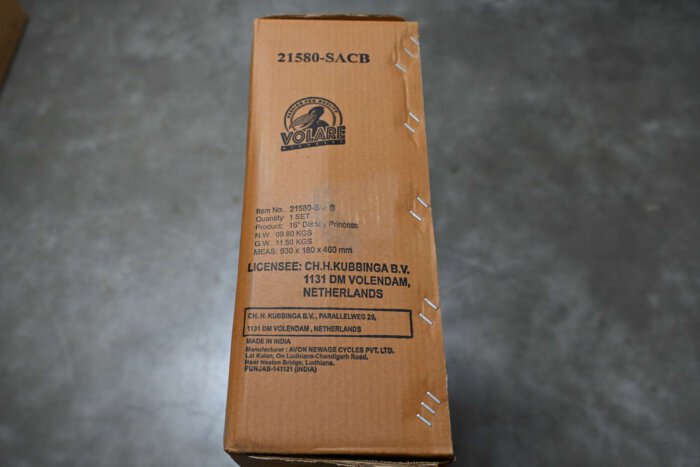 21580-SACB
VOLARE
Item No.: 21580-SACB
Quantity: 1 SET
Product: 16" Disney Princess
N.W 09.80 KGS
G.W. 11.50 KGS
MEAS: 930 x 180 x 460 mm
LICENSEE: CH.H.KUBBINGA B.V.
1131 DM VOLENDAM,
NETHERLANDS
CH. H. KUBBINGA B.V., PARALLELWEG 25,
1131 DM VOLENDAM, NETHERLANDS
MADE IN INDIA
Manufacturer: AVON NEWAGE CYCLES PVT. LTD.
Lal Kalan, On Ludhiana-Chandigarh Road,
Near Neelon Bridge, Ludhiana.
PUNJAB-141121 (INDIA)